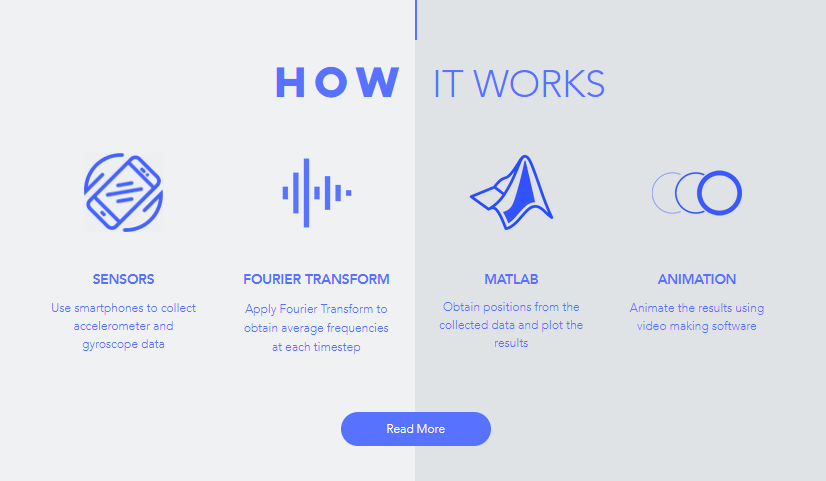 HOW IT WORKS
SENSORS
Use smartphones to collect
accelerometer and
gyroscope data
FOURIER TRANSFORM
Apply Fourier Transform to
obtain average frequencies
at each timestep
MATLAB
Obtain positions from the
collected data and plot the
results
ANIMATION
Animate the results using
video making software
Read More